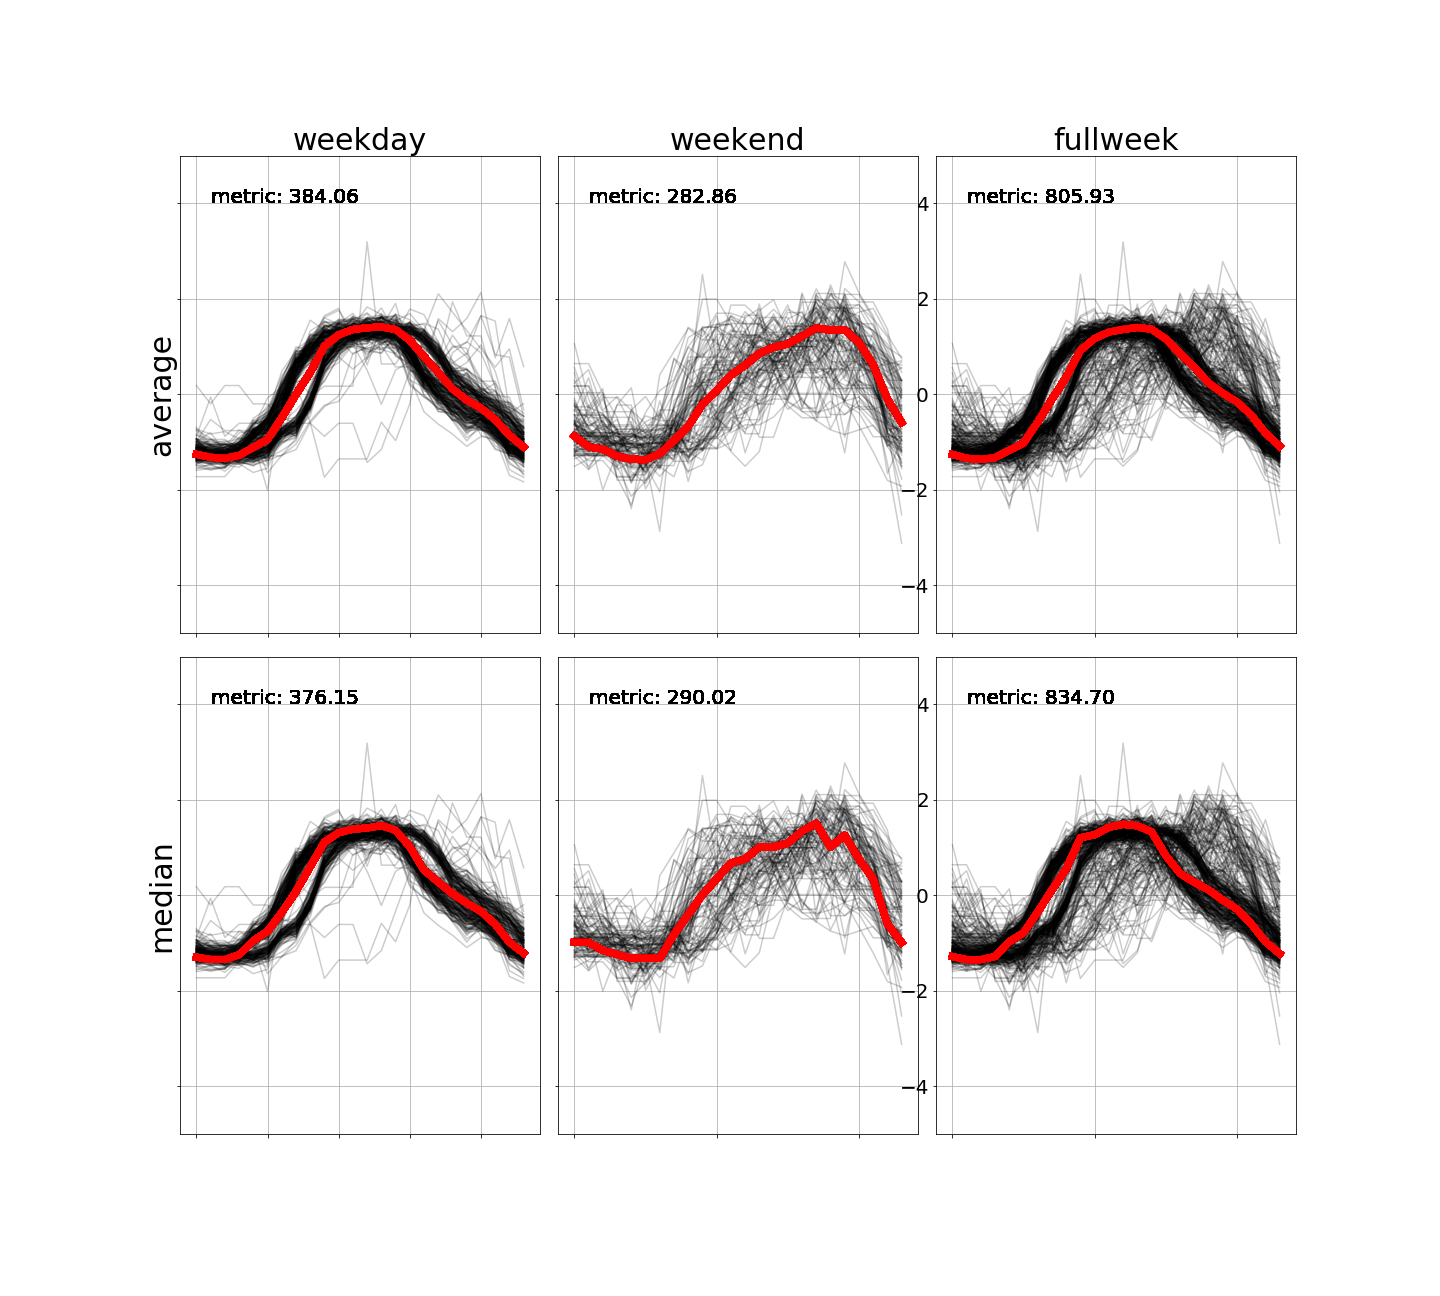 weekday weekend fullweek
average
metric: 384.06 metric: 282.86 metric: 805.93
4
2
0
−2
−4
median
metric: 376.15 metric: 290.02 metric: 834.70
4
2
0
−2
−4